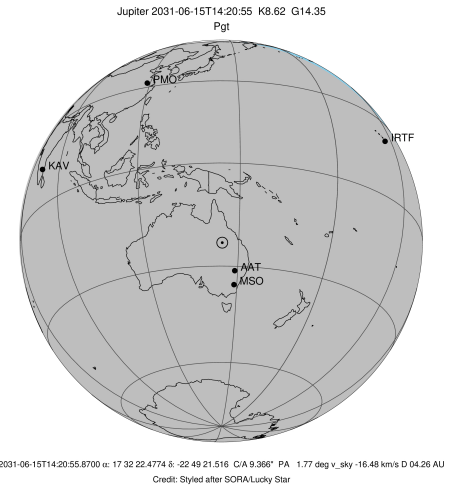 Jupiter 2031-06-15T14:20:55 K8.62 G14.35
Pgt
PMO
IRTF
KAV
AAT
MSO
2031-06-15T14:20:55.8700 α: 17 32 22.4774 δ: -22 49 21.516 C/A 9.366" PA 1.77 deg v_sky -16.48 km/s D 04.26 AU
Credit: Styled after SORA/Lucky Star